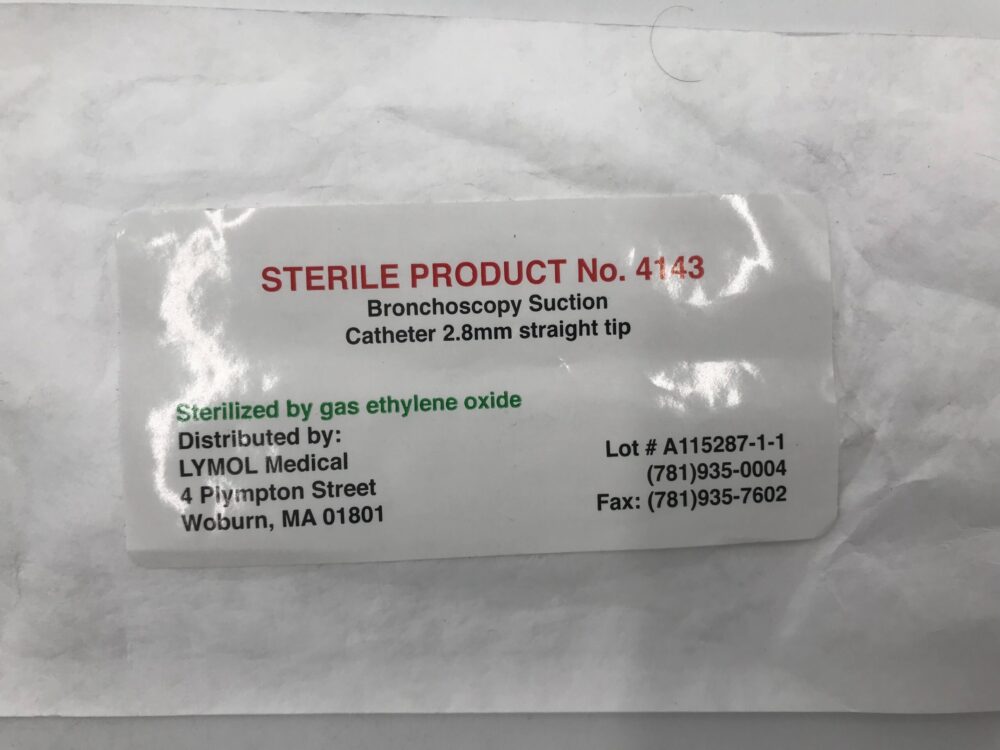 STERILE PRODUCT No. 4143
Bronchoscopy Suction
Catheter 2.8mm straight tip
Sterilized by gas ethylene oxide
Distributed by:
LYMOL Medical
4 Plympton Street
Woburn, MA 01801
Lot # A115287-1-1
(781)935-0004
Fax: (781)935-7602